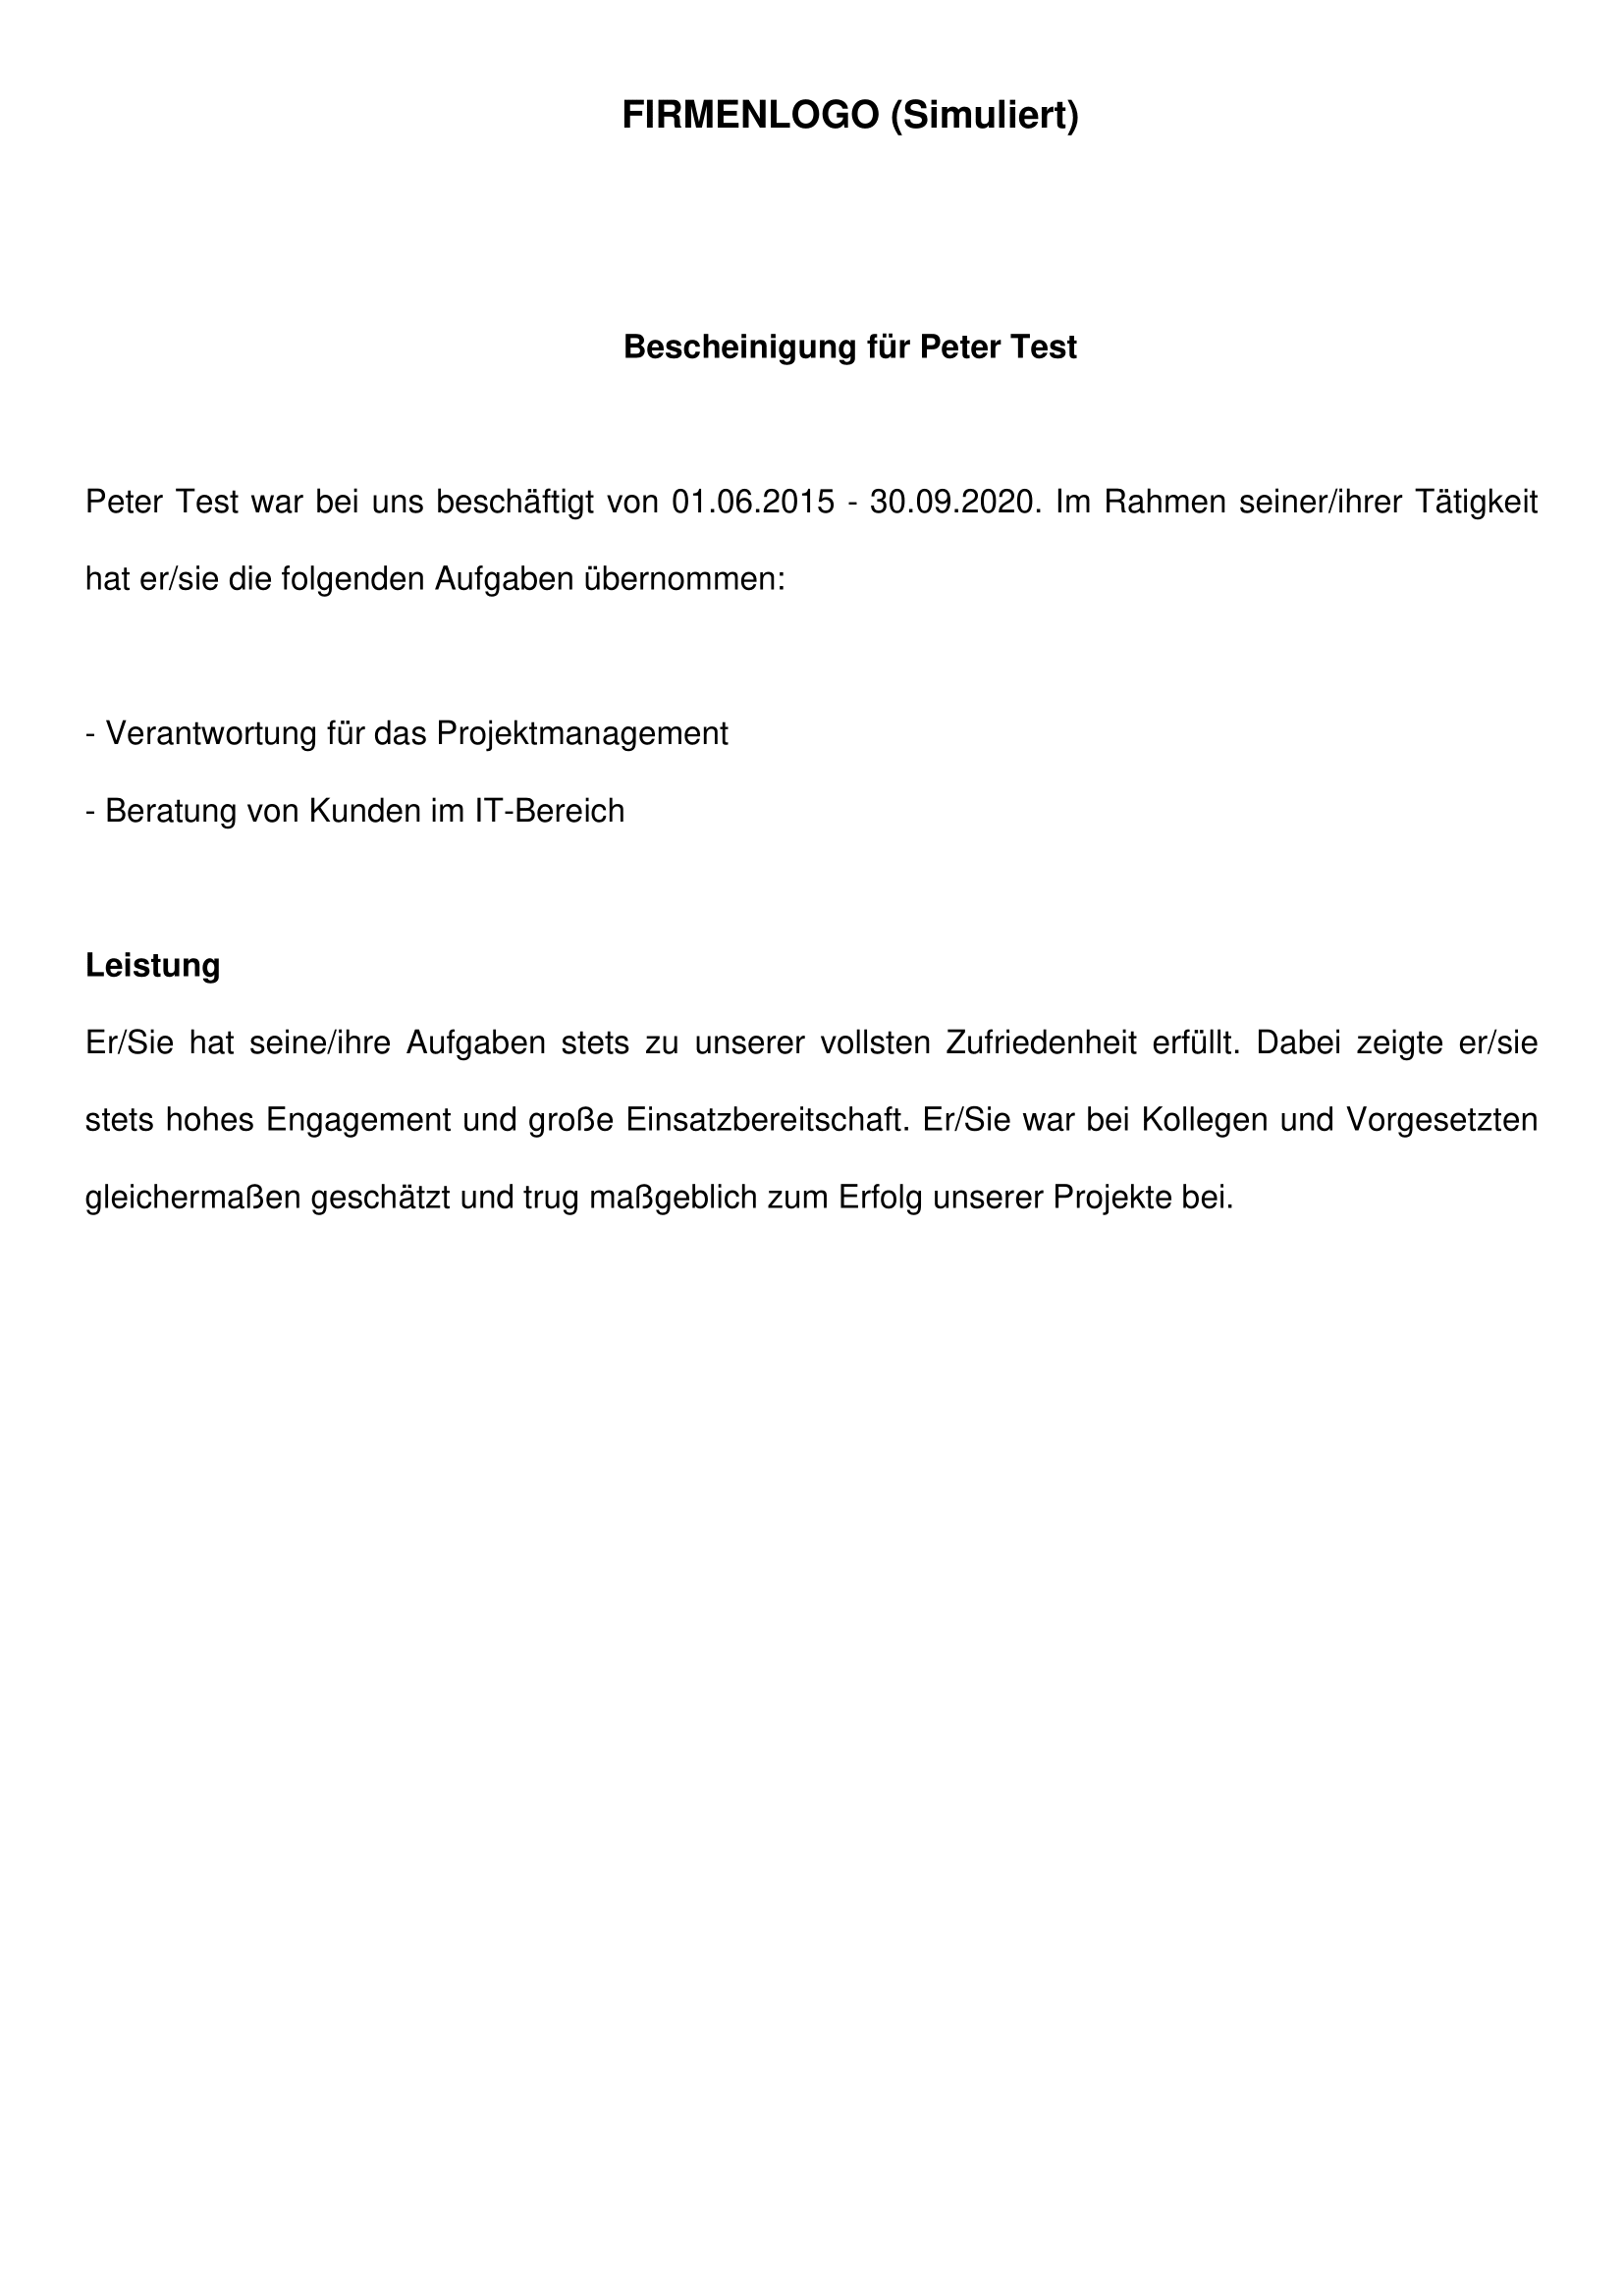 FIRMENLOGO (Simuliert)
Bescheinigung für Peter Test
Peter Test war bei uns beschäftigt von 01.06.2015 - 30.09.2020. Im Rahmen seiner/ihrer Tätigkeit
hat er/sie die folgenden Aufgaben übernommen:
- Verantwortung für das Projektmanagement
- Beratung von Kunden im IT-Bereich
Leistung
Er/Sie hat seine/ihre Aufgaben stets zu unserer vollsten Zufriedenheit erfüllt. Dabei zeigte er/sie
stets hohes Engagement und große Einsatzbereitschaft. Er/Sie war bei Kollegen und Vorgesetzten
gleichermaßen geschätzt und trug maßgeblich zum Erfolg unserer Projekte bei.